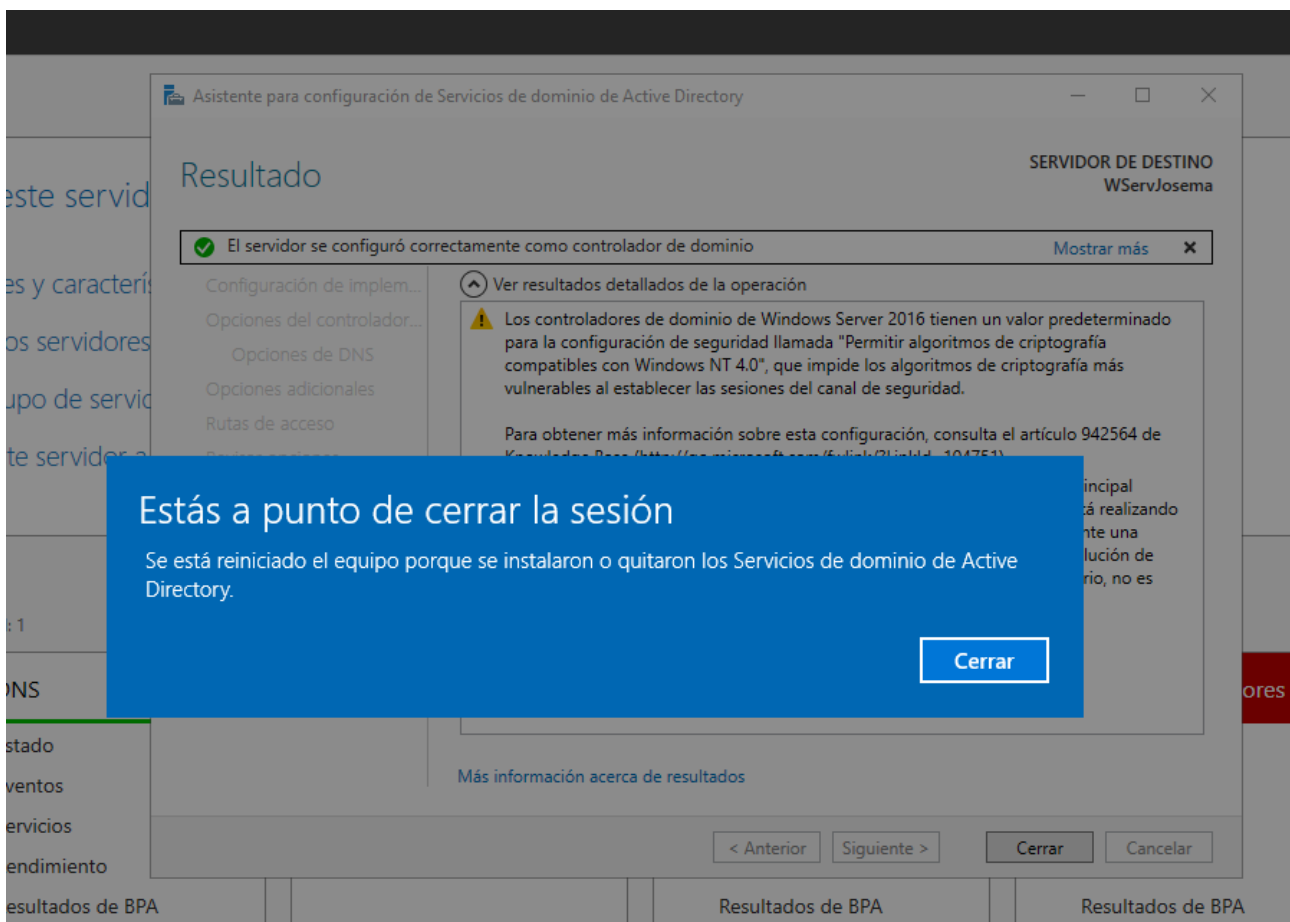 Asistente para configuración de Servicios de dominio de Active Directory
Resultado
SERVIDOR DE DESTINO
WServJosema
este servid
El servidor se configuró correctamente como controlador de dominio
Mostrar más
es y caracterís
os servidores
upo de servic
te servidor a
Configuración de implem...
Opciones del controlador...
Opciones de DNS
Opciones adicionales
Rutas de acceso
Ver resultados detallados de la operación
Los controladores de dominio de Windows Server 2016 tienen un valor predeterminado
para la configuración de seguridad llamada "Permitir algoritmos de criptografía
compatibles con Windows NT 4.0", que impide los algoritmos de criptografía más
vulnerables al establecer las sesiones del canal de seguridad.
Para obtener más información sobre esta configuración, consulta el artículo 942564 de
incipal
tá realizando
nte una
lución de
rio, no es
Estás a punto de cerrar la sesión
Se está reiniciado el equipo porque se instalaron o quitaron los Servicios de dominio de Active
Directory.
Cerrar
: 1
DNS
ores
stado
ventos
ervicios
endimiento
esultados de BPA
Más información acerca de resultados
< Anterior
Siguiente >
Cerrar
Cancelar
Resultados de BPA
Resultados de BPA